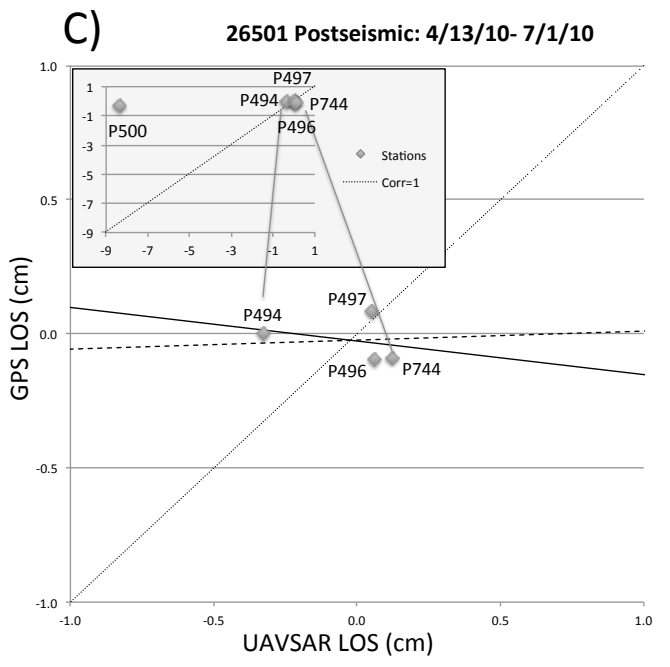 C)
26501 Postseismic: 4/13/10- 7/1/10
1.0
0.5
0.0
-0.5
-1.0
GPS LOS (cm)
1
-1
-3
-5
-7
-9
-9 -7 -5 -3 -1 1
P497
P494
P744
P500
P496
Stations
Corr=1
P497
P494
P496
P744
-1.0 -0.5 0.0 0.5 1.0
UAVSAR LOS (cm)